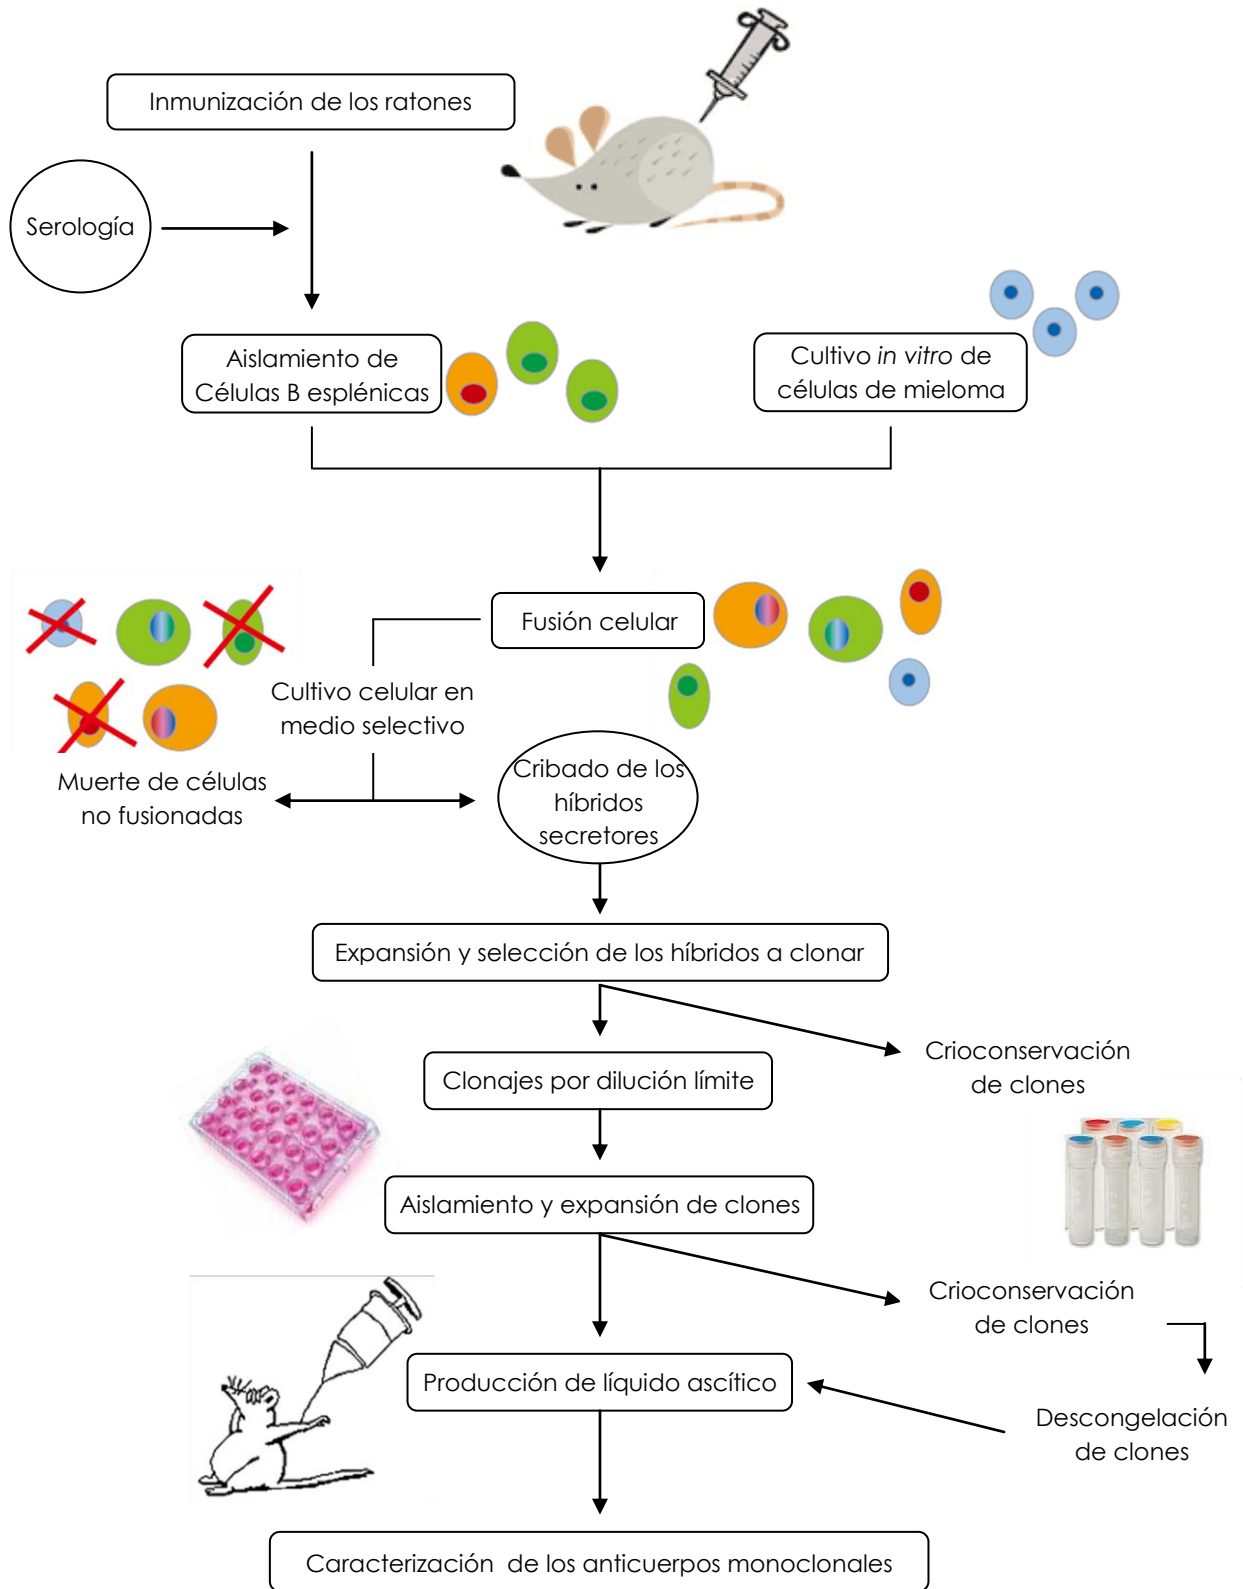 Inmunización de los ratones
Serología
Aislamiento de
Células B esplénicas
Cultivo in vitro de
células de mieloma
Fusión celular
Cultivo celular en
medio selectivo
Muerte de células
no fusionadas
Cribado de los
híbridos
secretores
Expansión y selección de los híbridos a clonar
Clonajes por dilución límite
Crioconservación
de clones
Aislamiento y expansión de clones
Crioconservación
de clones
Producción de líquido ascítico
Descongelación
de clones
Caracterización de los anticuerpos monoclonales